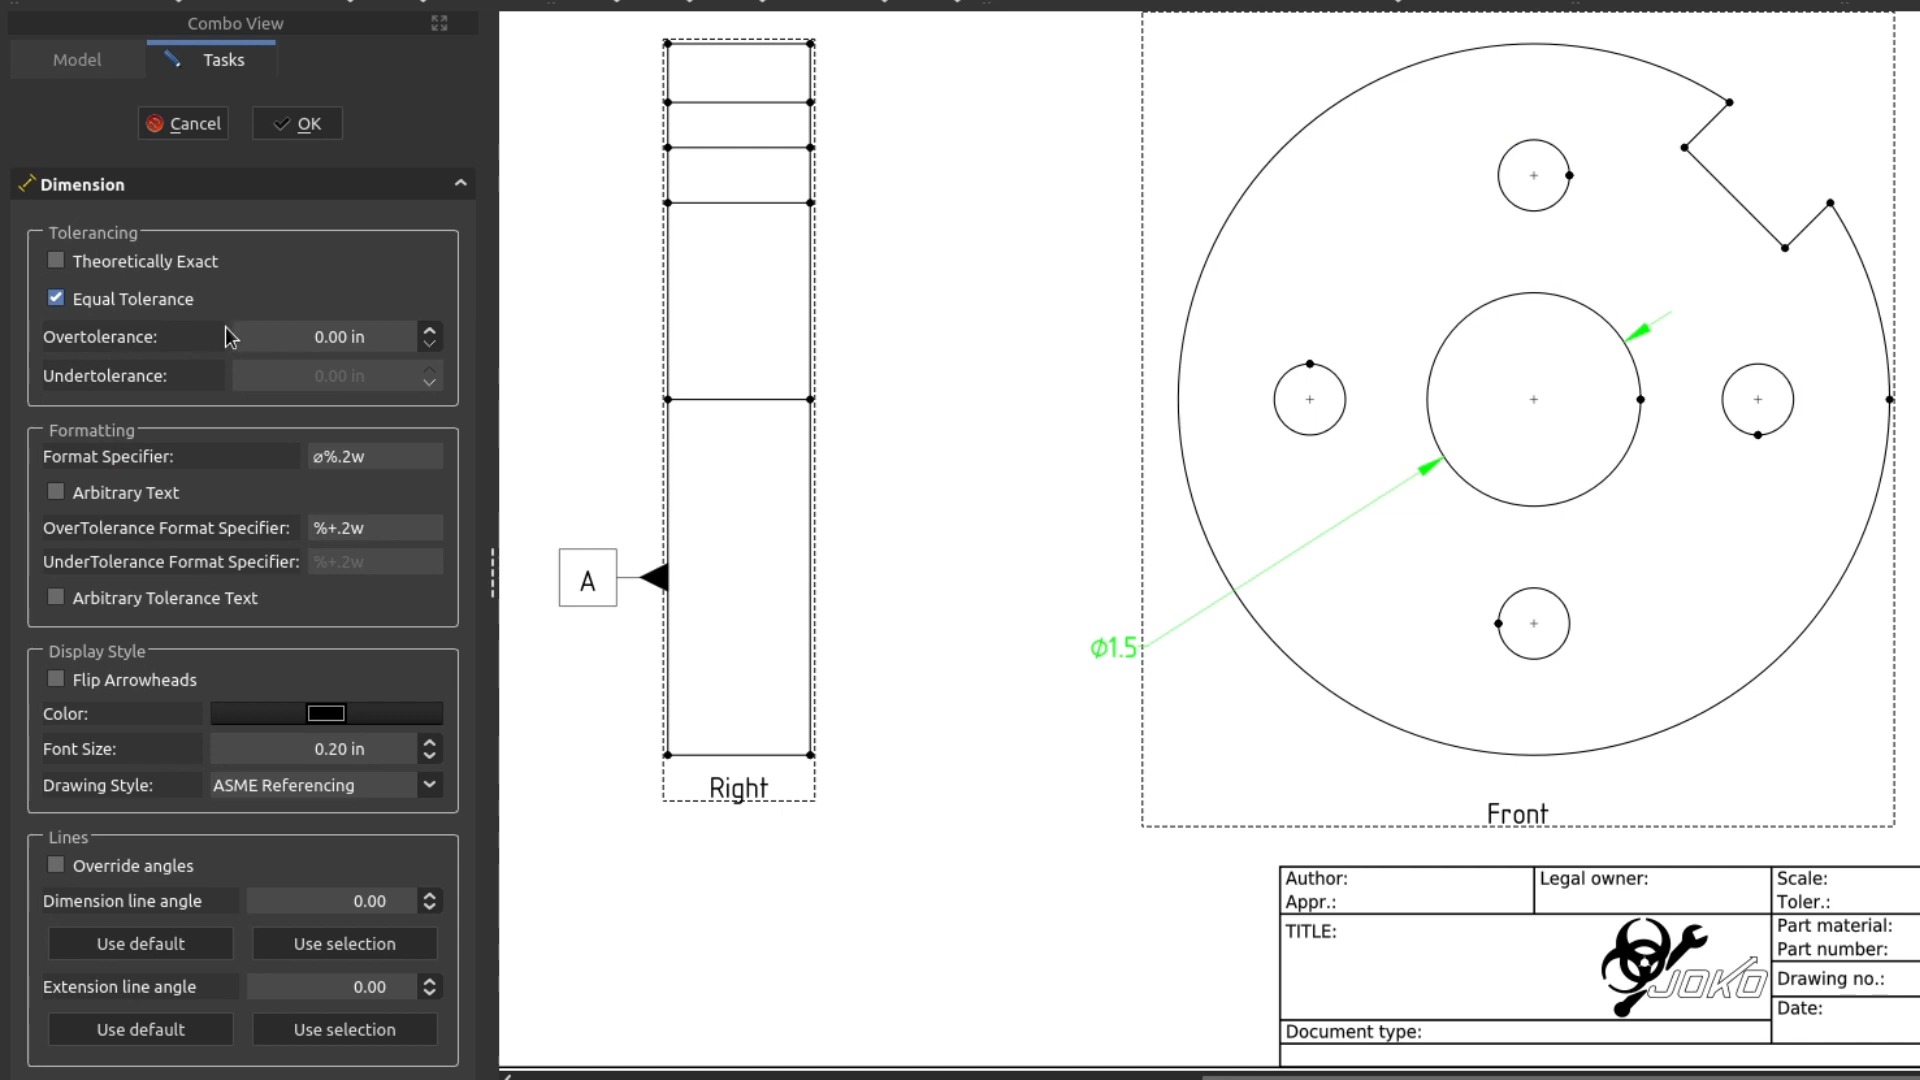 Combo View
Model
Tasks
Cancel
OK
Dimension
Tolerancing
Theoretically Exact
Equal Tolerance
Overtolerance:
0.00 in
Undertolerance:
0.00 in
Formatting
Format Specifier:
⌀%.2w
Arbitrary Text
OverTolerance Format Specifier:
%+.2w
UnderTolerance Format Specifier:
%+.2w
Arbitrary Tolerance Text
Display Style
Flip Arrowheads
Color:
Font Size:
0.20 in
Drawing Style:
ASME Referencing
Lines
Override angles
Dimension line angle
0.00
Use default
Use selection
Extension line angle
0.00
Use default
Use selection
A
Right
⌀1.5
Front
Author:
Appr.:
Legal owner:
Scale:
Toler.:
TITLE:
JOKO
Part material:
Part number:
Drawing no.:
Date:
Document type: